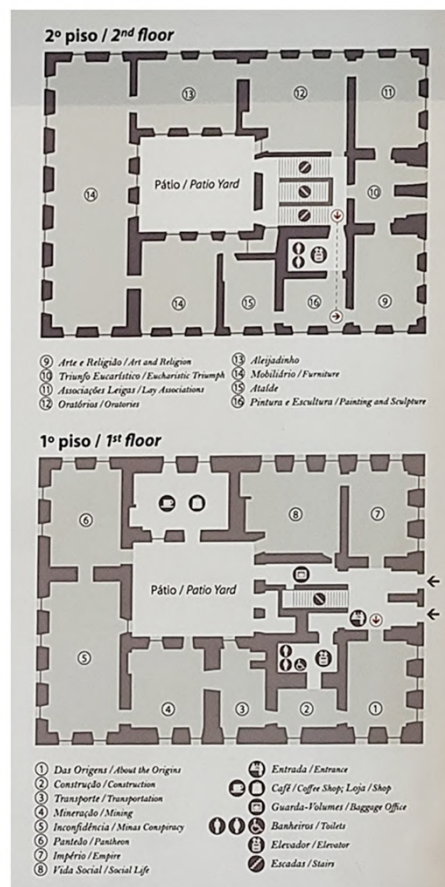 2º piso / 2nd floor
13
12
11
14
Pátio / Patio Yard
10
14
15
16
9
9 Arte e Religião / Art and Religion
10 Triunfo Eucarístico / Eucharistic Triumph
11 Associações Leigas / Lay Associations
12 Oratórios / Oratories
13 Aleijadinho
14 Mobiliário / Furniture
15 Ataíde
16 Pintura e Escultura / Painting and Sculpture
1º piso / 1st floor
6
8
7
Pátio / Patio Yard
5
4
3
2
1
1 Das Origens / About the Origins
2 Construção / Construction
3 Transporte / Transportation
4 Mineração / Mining
5 Inconfidência / Minas Conspiracy
6 Panteão / Pantheon
7 Império / Empire
8 Vida Social / Social Life
Entrada / Entrance
Café / Coffee Shop; Loja / Shop
Guarda-Volumes / Baggage Office
Banheiros / Toilets
Elevador / Elevator
Escadas / Stairs